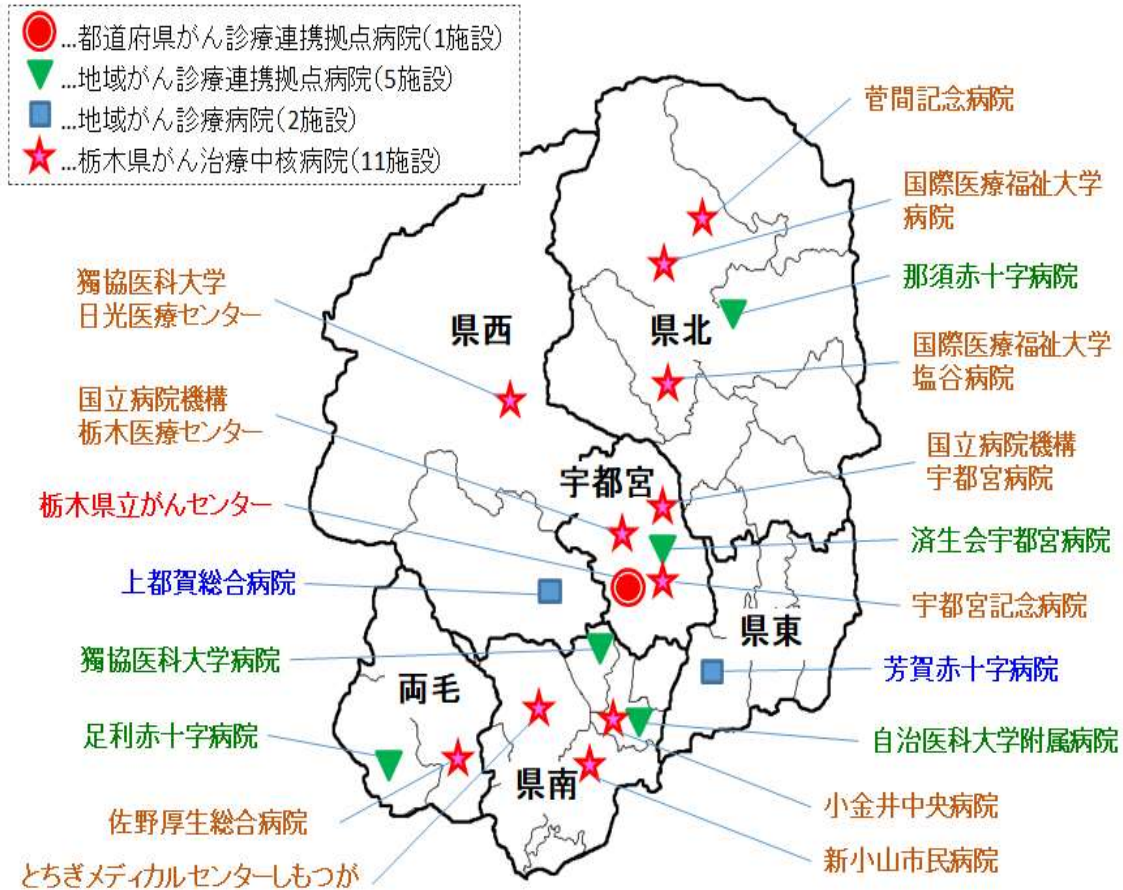 ...都道府県がん診療連携拠点病院(1施設)
...地域がん診療連携拠点病院(5施設)
...地域がん診療病院(2施設)
...栃木県がん治療中核病院(11施設)
菅間記念病院
国際医療福祉大学
病院
那須赤十字病院
国際医療福祉大学
塩谷病院
国立病院機構
宇都宮病院
済生会宇都宮病院
宇都宮記念病院
芳賀赤十字病院
自治医科大学附属病院
小金井中央病院
新小山市民病院
獨協医科大学
日光医療センター
国立病院機構
栃木医療センター
栃木県立がんセンター
上都賀総合病院
獨協医科大学病院
足利赤十字病院
佐野厚生総合病院
とちぎメディカルセンターしもつが
県西
県北
宇都宮
県東
両毛
県南